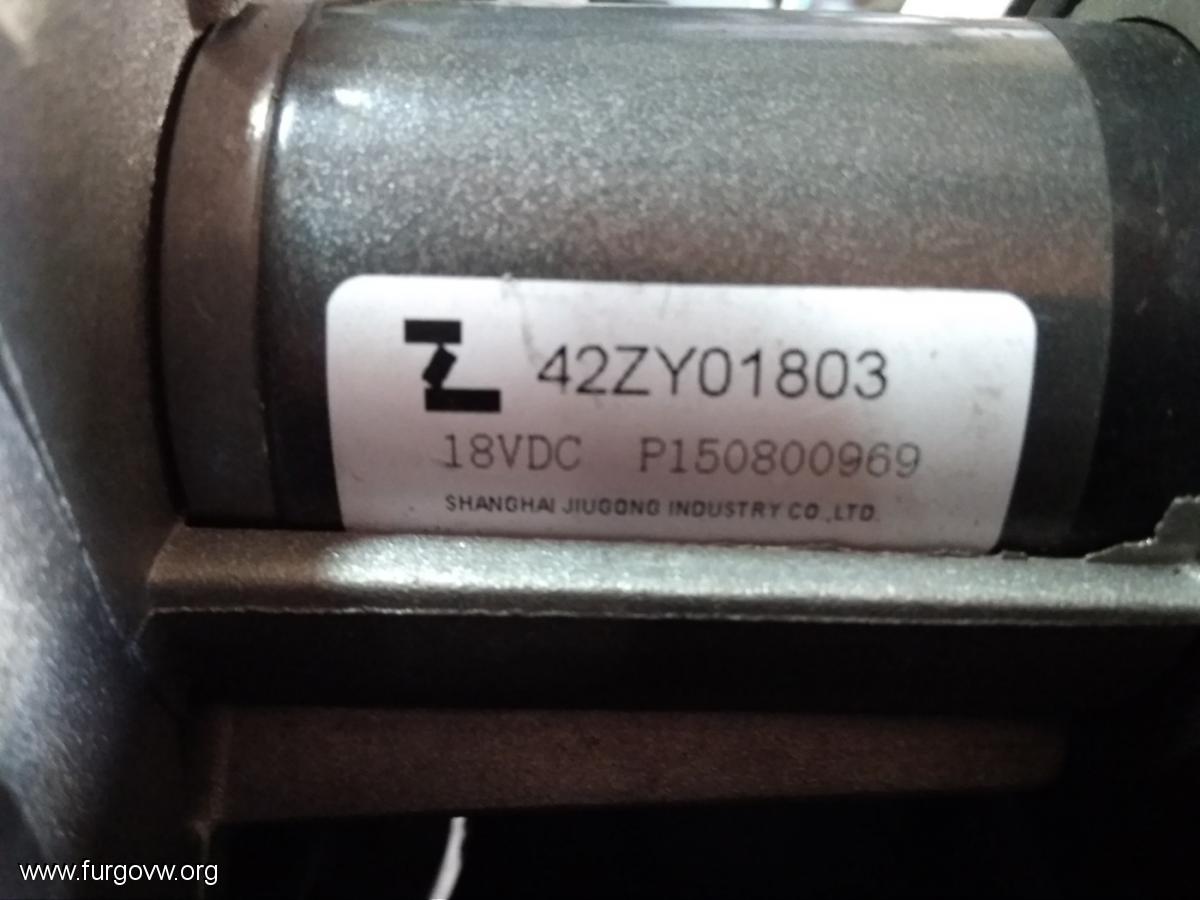 42ZY01803
18VDC P150800969
SHANGHAI JIUGONG INDUSTRY CO.,LTD.
www.furgovw.org